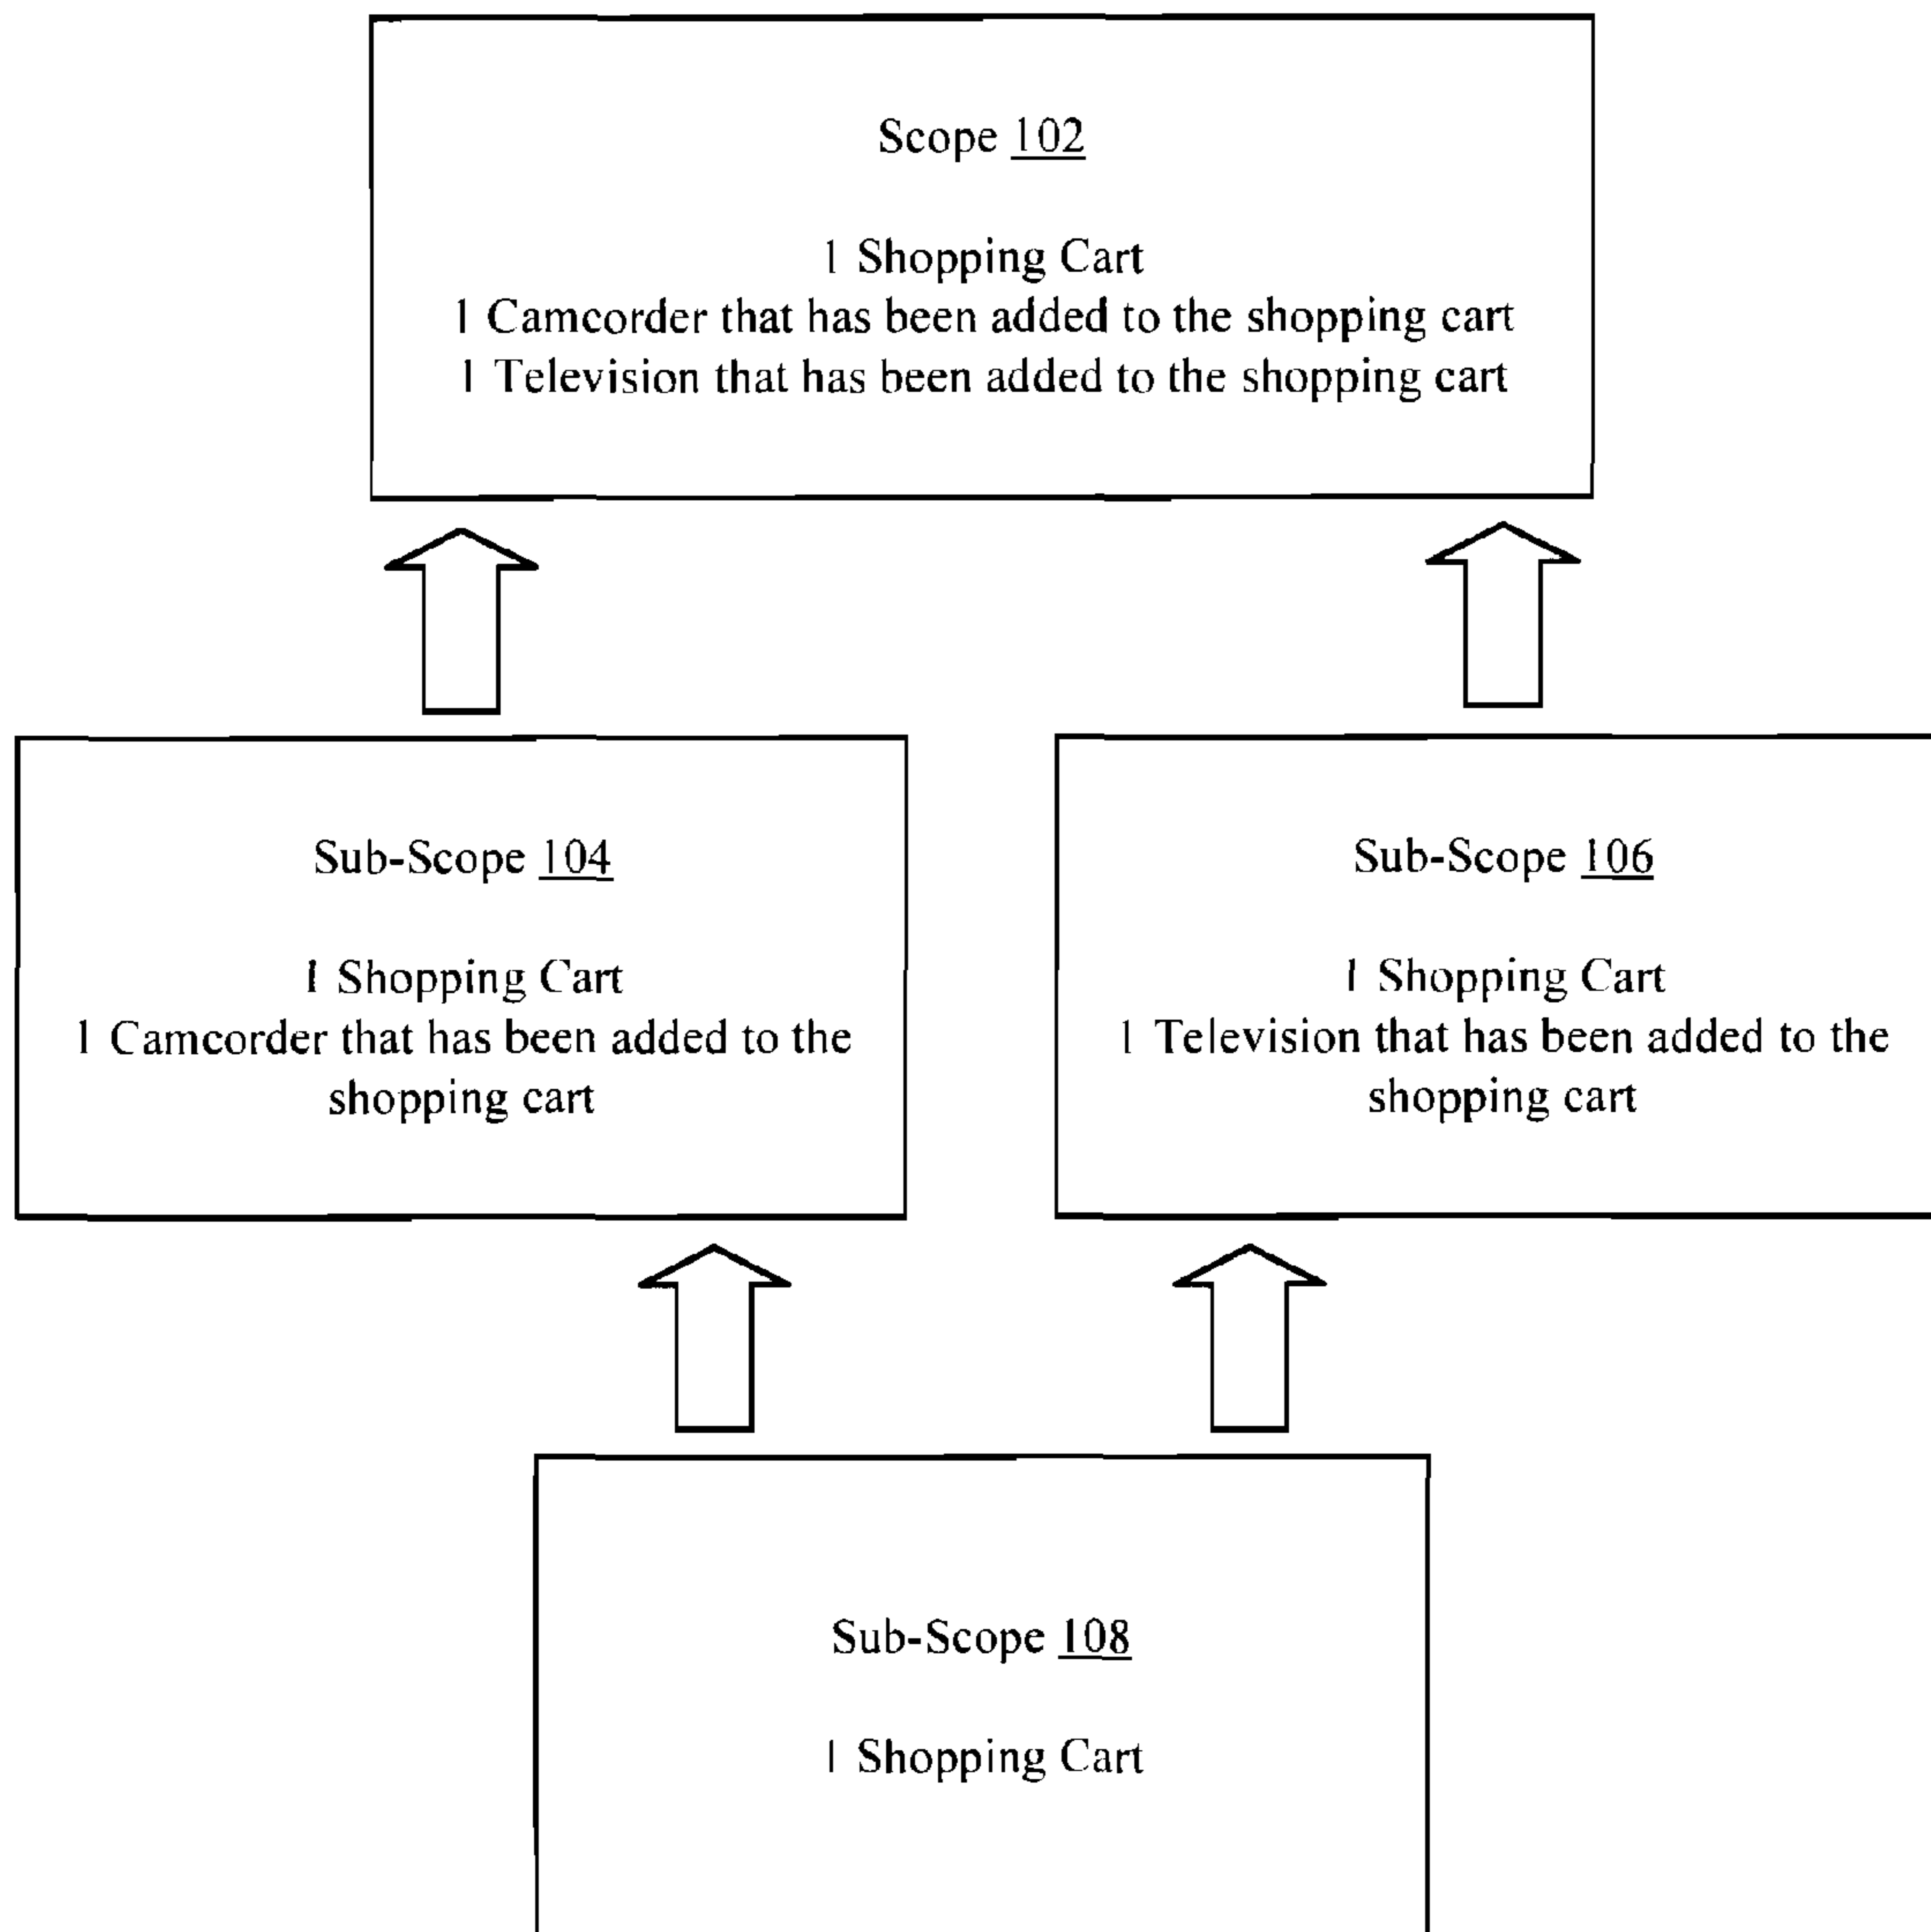 Scope 102
1 Shopping Cart
1 Camcorder that has been added to the shopping cart
1 Television that has been added to the shopping cart
Sub-Scope 104
1 Shopping Cart
1 Camcorder that has been added to the
shopping cart
Sub-Scope 106
1 Shopping Cart
1 Television that has been added to the
shopping cart
Sub-Scope 108
1 Shopping Cart